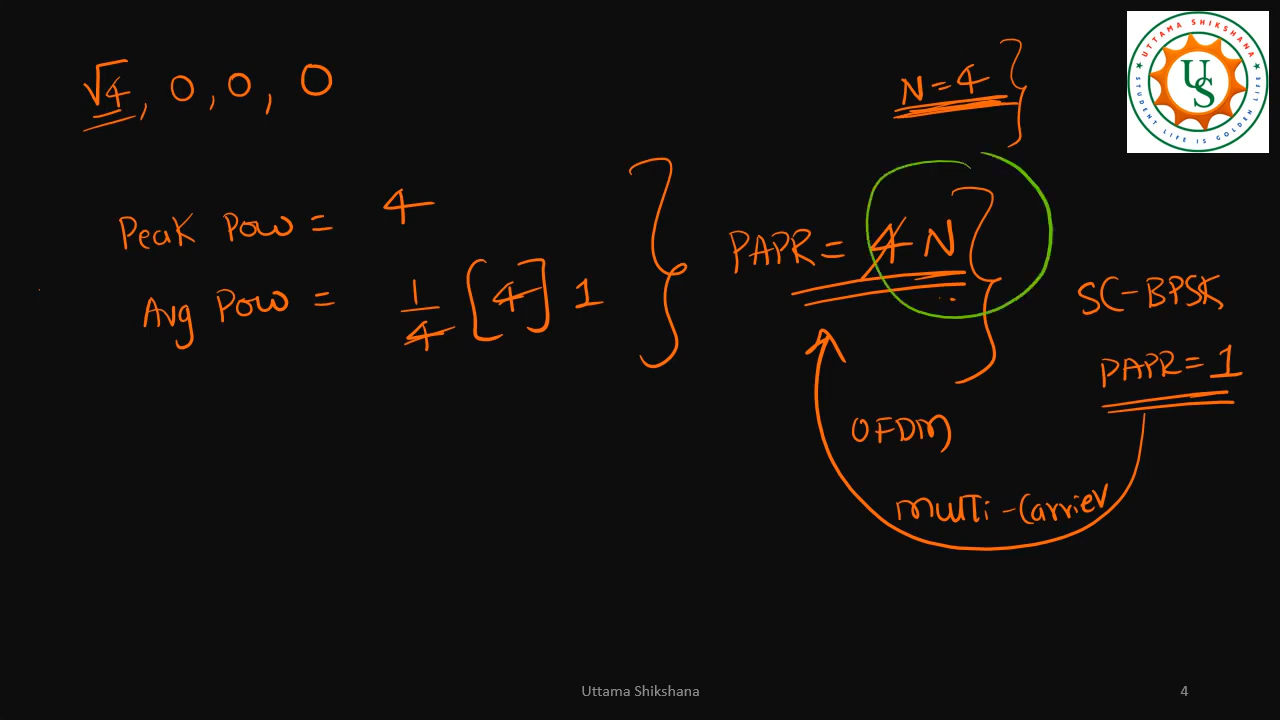 √4, 0, 0, 0
N=4
UTTAMA SHIKSHANA
US
STUDENT LIFE IS GOLDEN LIFE
Peak Pow = 4
Avg Pow = 1/4 [4] 1
PAPR = 4 N
SC-BPSK
PAPR = 1
OFDM
Multi-Carrier
Uttama Shikshana
4